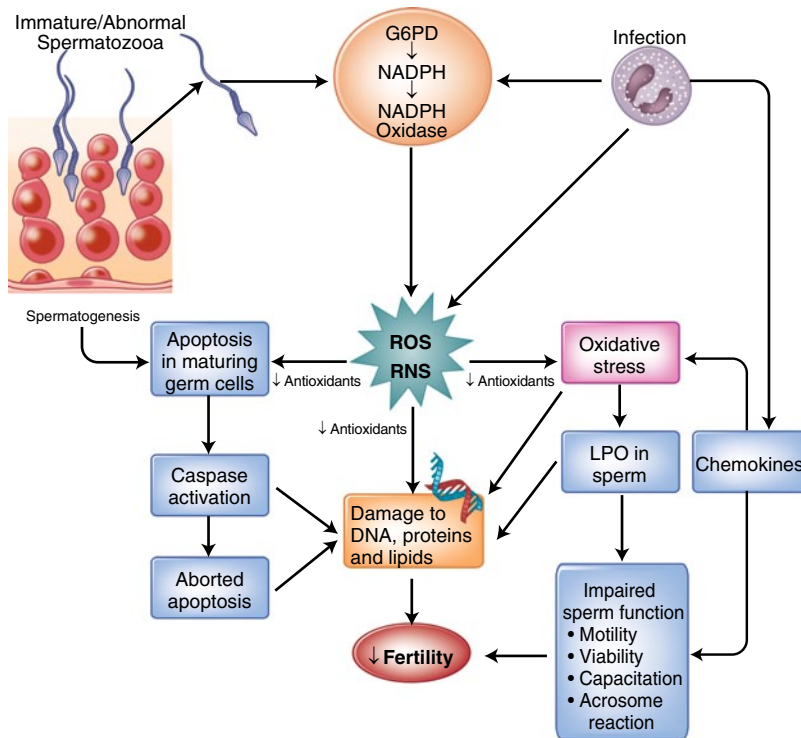 Immature/Abnormal
Spermatozooa
G6PD
↓
NADPH
↓
NADPH
Oxidase
Infection
Spermatogenesis
Apoptosis
in maturing
germ cells
↓ Antioxidants
ROS
RNS
↓ Antioxidants
Oxidative
stress
↓ Antioxidants
Caspase
activation
LPO in
sperm
Chemokines
Damage to
DNA, proteins
and lipids
Aborted
apoptosis
Impaired
sperm function
• Motility
• Viability
• Capacitation
• Acrosome
reaction
↓ Fertility